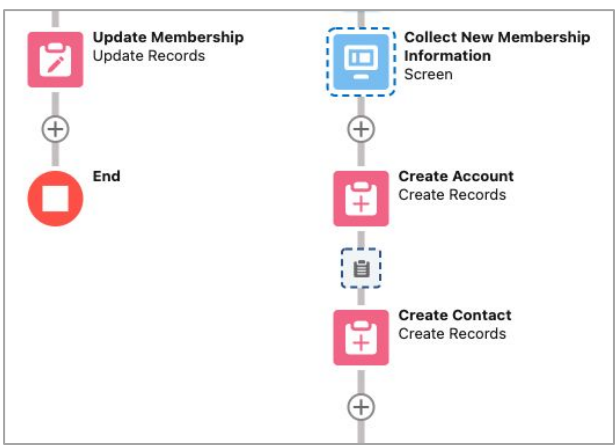 Update Membership
Update Records
End
Collect New Membership
Information
Screen
Create Account
Create Records
Create Contact
Create Records